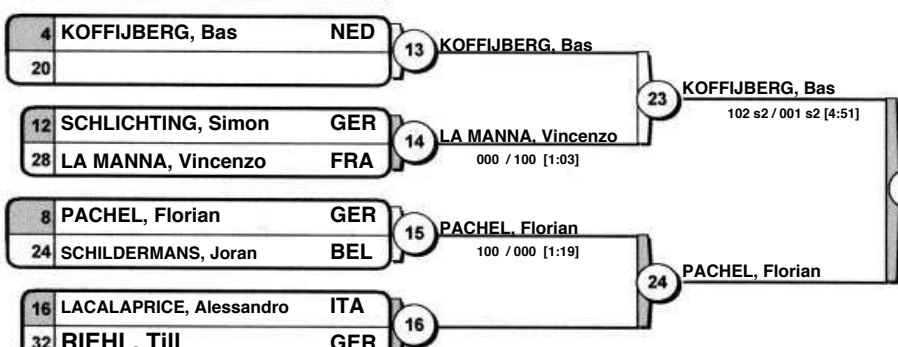 4 KOFFIJBERG, Bas NED
20
13 KOFFIJBERG, Bas
12 SCHLICHTING, Simon GER
28 LA MANNA, Vincenzo FRA
14 LA MANNA, Vincenzo
000 / 100 [1:03]
23 KOFFIJBERG, Bas
102 s2 / 001 s2 [4:51]
8 PACHEL, Florian GER
24 SCHILDERMANS, Joran BEL
15 PACHEL, Florian
100 / 000 [1:19]
16 LACALAPRICE, Alessandro ITA
32 RIEHL, Till GER
16
24 PACHEL, Florian